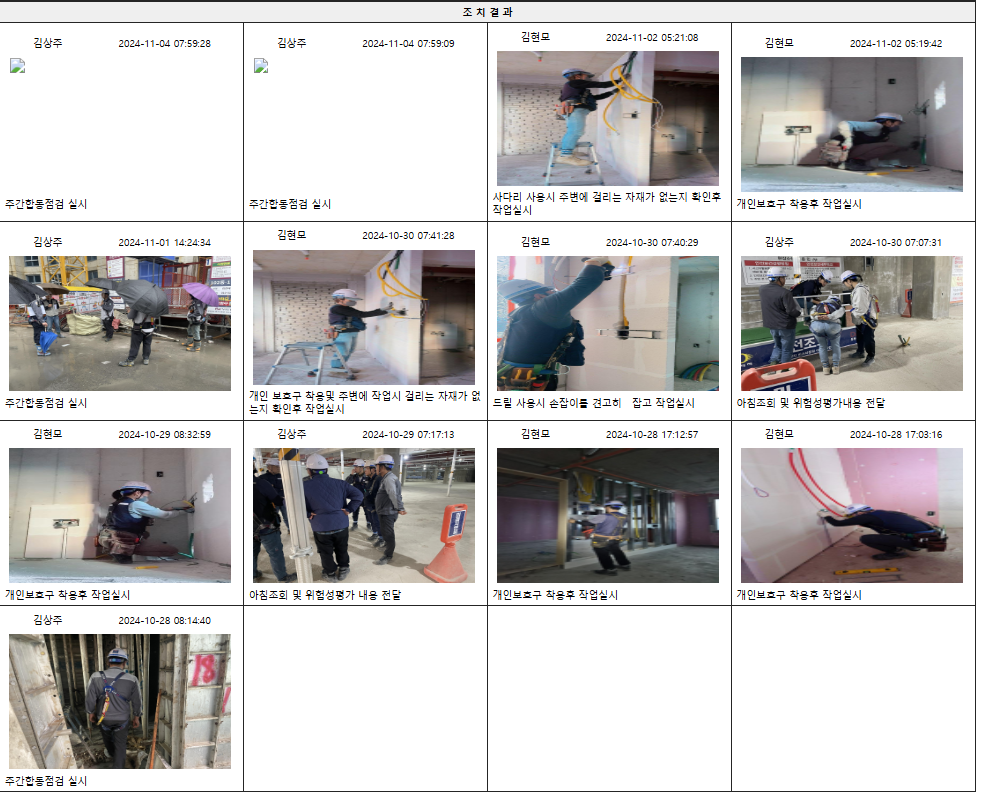 조 치 결 과
김상주 2024-11-04 07:59:28
주간합동점검 실시
김상주 2024-11-04 07:59:09
주간합동점검 실시
김현모 2024-11-02 05:21:08
사다리 사용시 주변에 걸리는 자재가 없는지 확인후
작업실시
김현모 2024-11-02 05:19:42
개인보호구 착용후 작업실시
김상주 2024-11-01 14:24:34
주간합동점검 실시
김현모 2024-10-30 07:41:28
개인 보호구 착용및 주변에 작업시 걸리는 자재가 없
는지 확인후 작업실시
김현모 2024-10-30 07:40:29
드릴 사용시 손잡이를 견고히 잡고 작업실시
김상주 2024-10-30 07:07:31
전조
아침조회 및 위험성평가내용 전달
김현모 2024-10-29 08:32:59
개인보호구 착용후 작업실시
김상주 2024-10-29 07:17:13
아침조회 및 위험성평가 내용 전달
김현모 2024-10-28 17:12:57
개인보호구 착용후 작업실시
김현모 2024-10-28 17:03:16
개인보호구 착용후 작업실시
김상주 2024-10-28 08:14:40
18
주간합동점검 실시